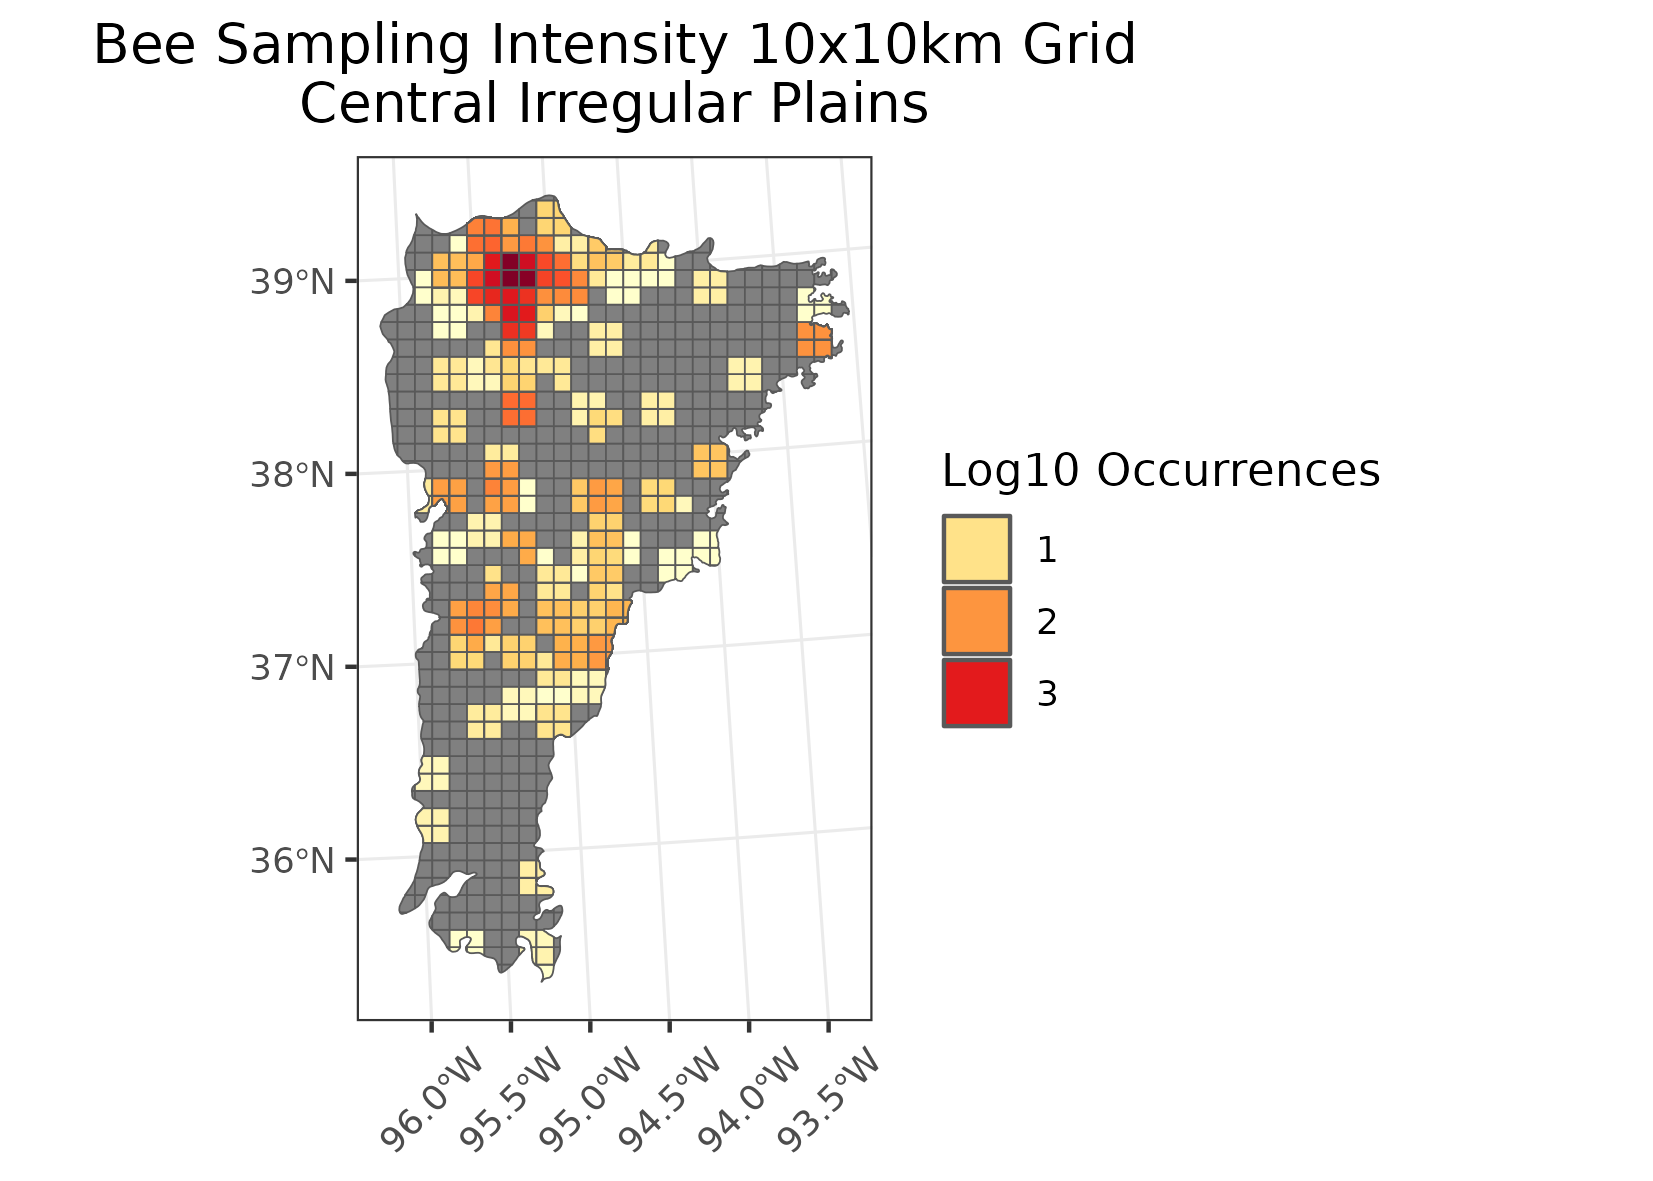 Bee Sampling Intensity 10x10km Grid
Central Irregular Plains
39°N
38°N
37°N
36°N
96.0°W
95.5°W
95.0°W
94.5°W
94.0°W
93.5°W
Log10 Occurrences
1
2
3